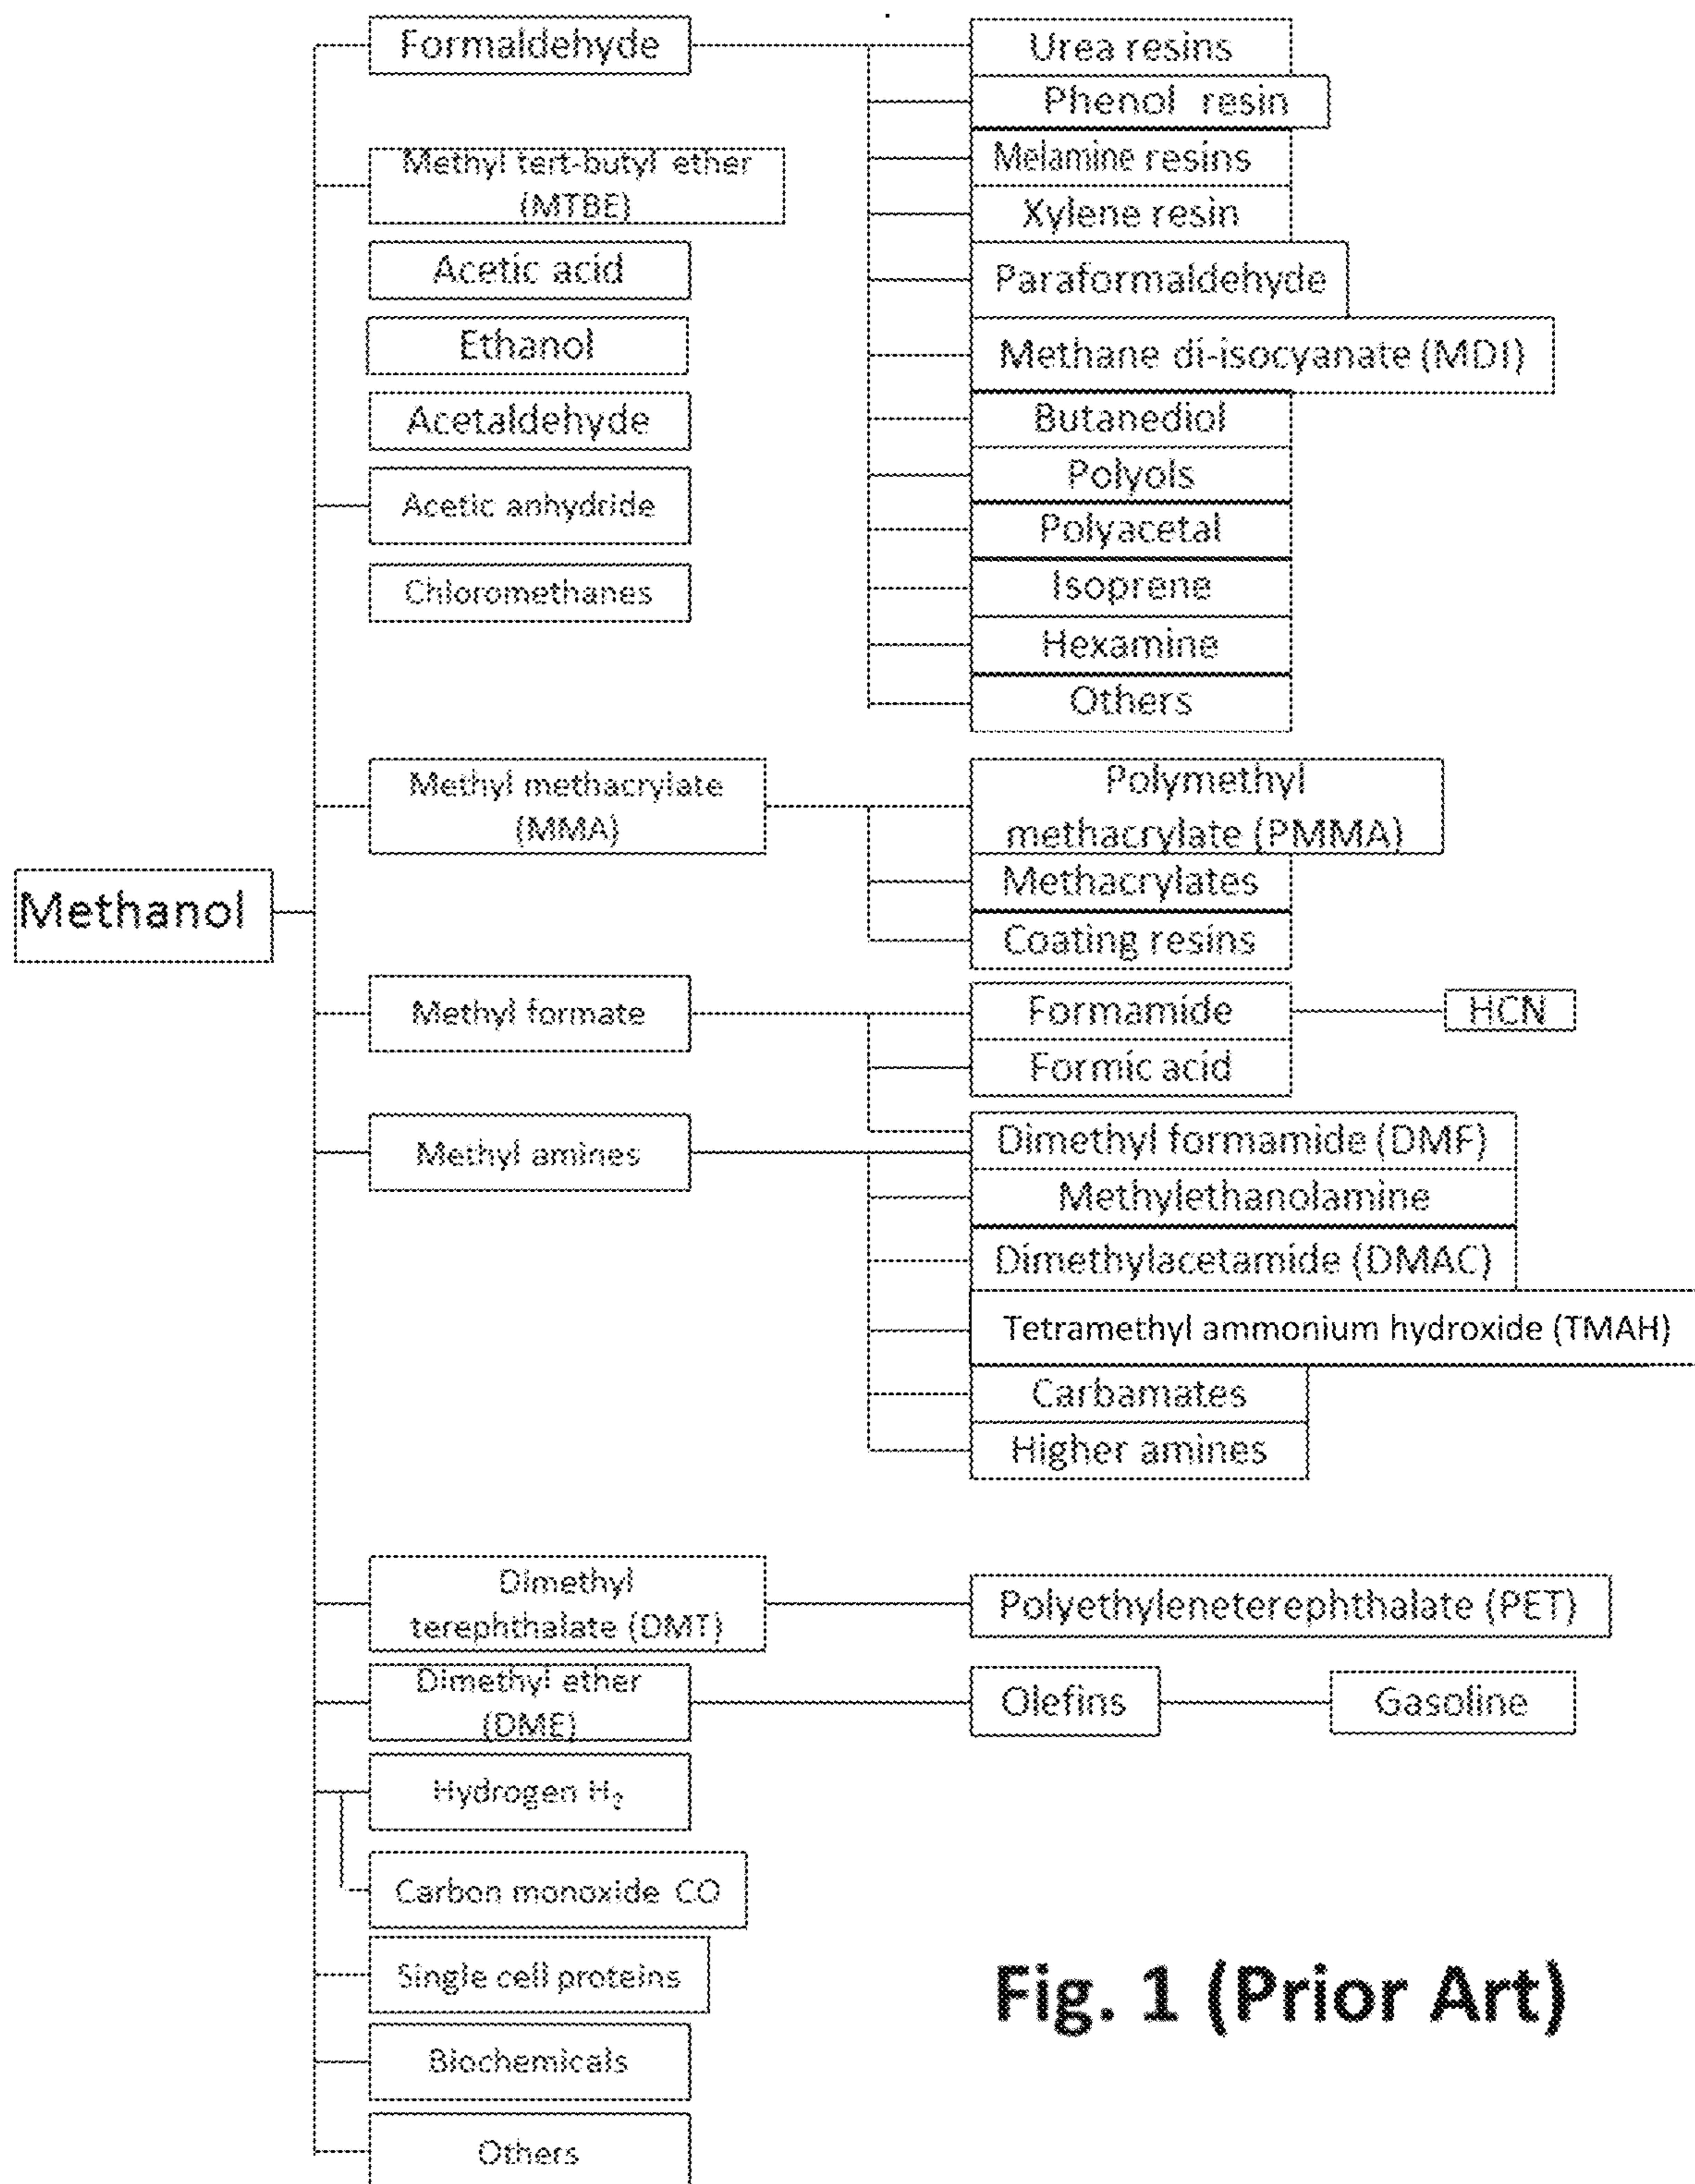 Formaldehyde
Urea resins
Phenol resin
Methyl tert-butyl ether
(MTBE)
Melamine resins
Xylene resin
Acetic acid
Paraformaldehyde
Ethanol
Methane di-isocyanate (MDI)
Acetaldehyde
Butanediol
Polyols
Acetic anhydride
Polyacetal
Chloromethanes
Isoprene
Hexamine
Others
Methyl methacrylate
(MMA)
Polymethyl
methacrylate (PMMA)
Methacrylates
Methanol
Coating resins
Methyl formate
Formamide
HCN
Formic acid
Methyl amines
Dimethyl formamide (DMF)
Methylethanolamine
Dimethylacetamide (DMAC)
Tetramethyl ammonium hydroxide (TMAH)
Carbamates
Higher amines
Dimethyl
terephthalate (DMT)
Polyethyleneterephthalate (PET)
Dimethyl ether
(DME)
Olefins
Gasoline
Hydrogen H₂
Carbon monoxide CO
Single cell proteins
Biochemicals
Others
Fig. 1 (Prior Art)